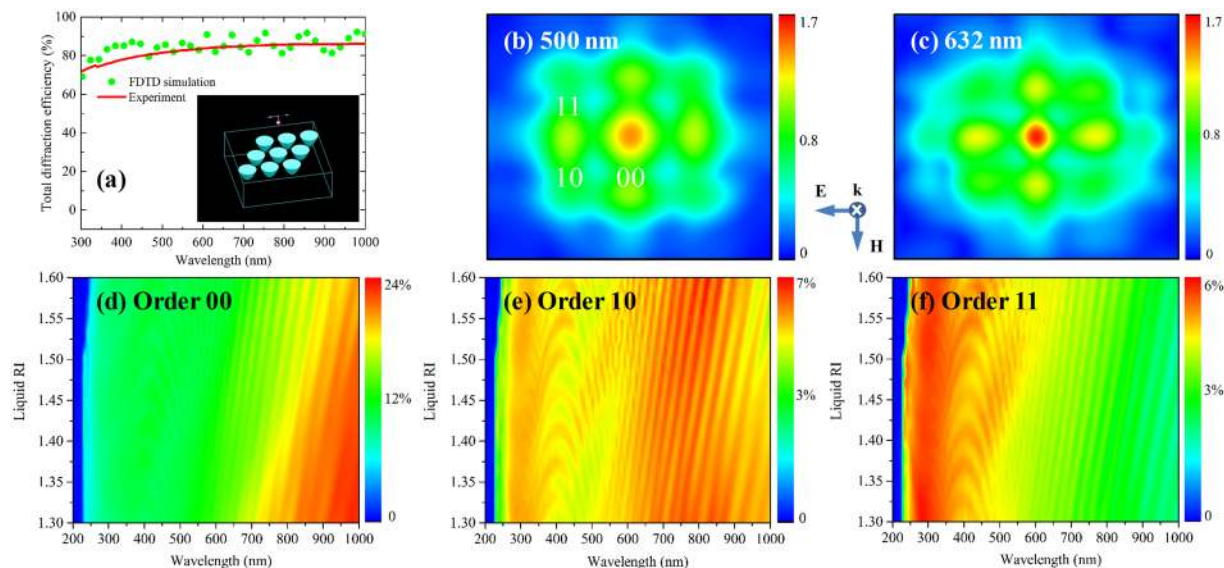 Total diffraction efficiency (%)
100
80
60
40
20
0
FDTD simulation
Experiment
(a)
300 400 500 600 700 800 900 1000
Wavelength (nm)
(b) 500 nm
11
10 00
1.7
0.8
0
E k
H
(c) 632 nm
1.7
0.8
0
Liquid RI
1.60
1.55
1.50
1.45
1.40
1.35
1.30
(d) Order 00
24%
12%
0
200 300 400 500 600 700 800 900 1000
Wavelength (nm)
Liquid RI
1.60
1.55
1.50
1.45
1.40
1.35
1.30
(e) Order 10
7%
3%
0
200 300 400 500 600 700 800 900 1000
Wavelength (nm)
Liquid RI
1.60
1.55
1.50
1.45
1.40
1.35
1.30
(f) Order 11
6%
3%
0
200 300 400 500 600 700 800 900 1000
Wavelength (nm)